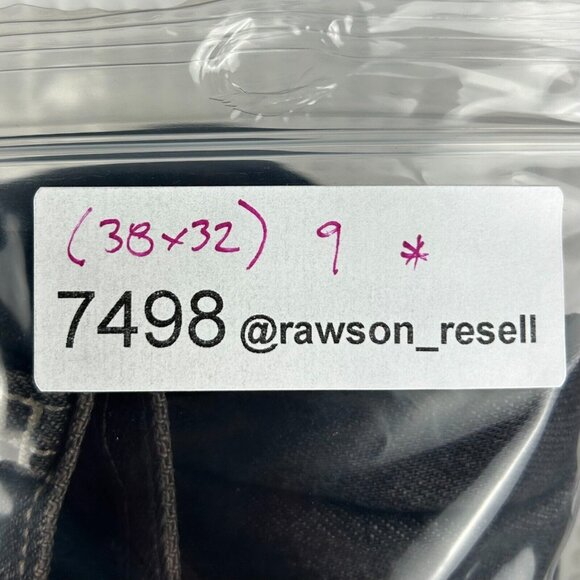 (38x32) 9 *
7498 @rawson_resell